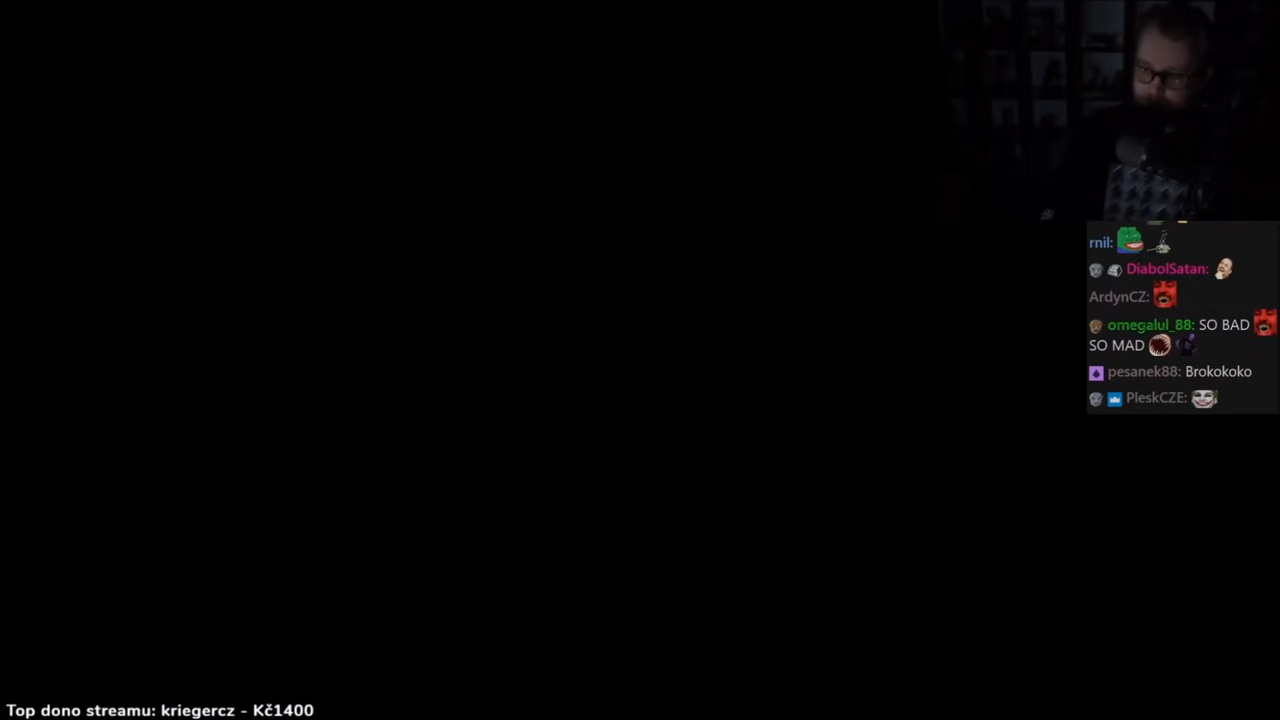 rnil:
DiabolSatan:
ArdynCZ:
omegalul_88: SO BAD
SO MAD
pesanek88: Brokokoko
PleskCZE:
Top dono streamu: kriegercz - Kč1400